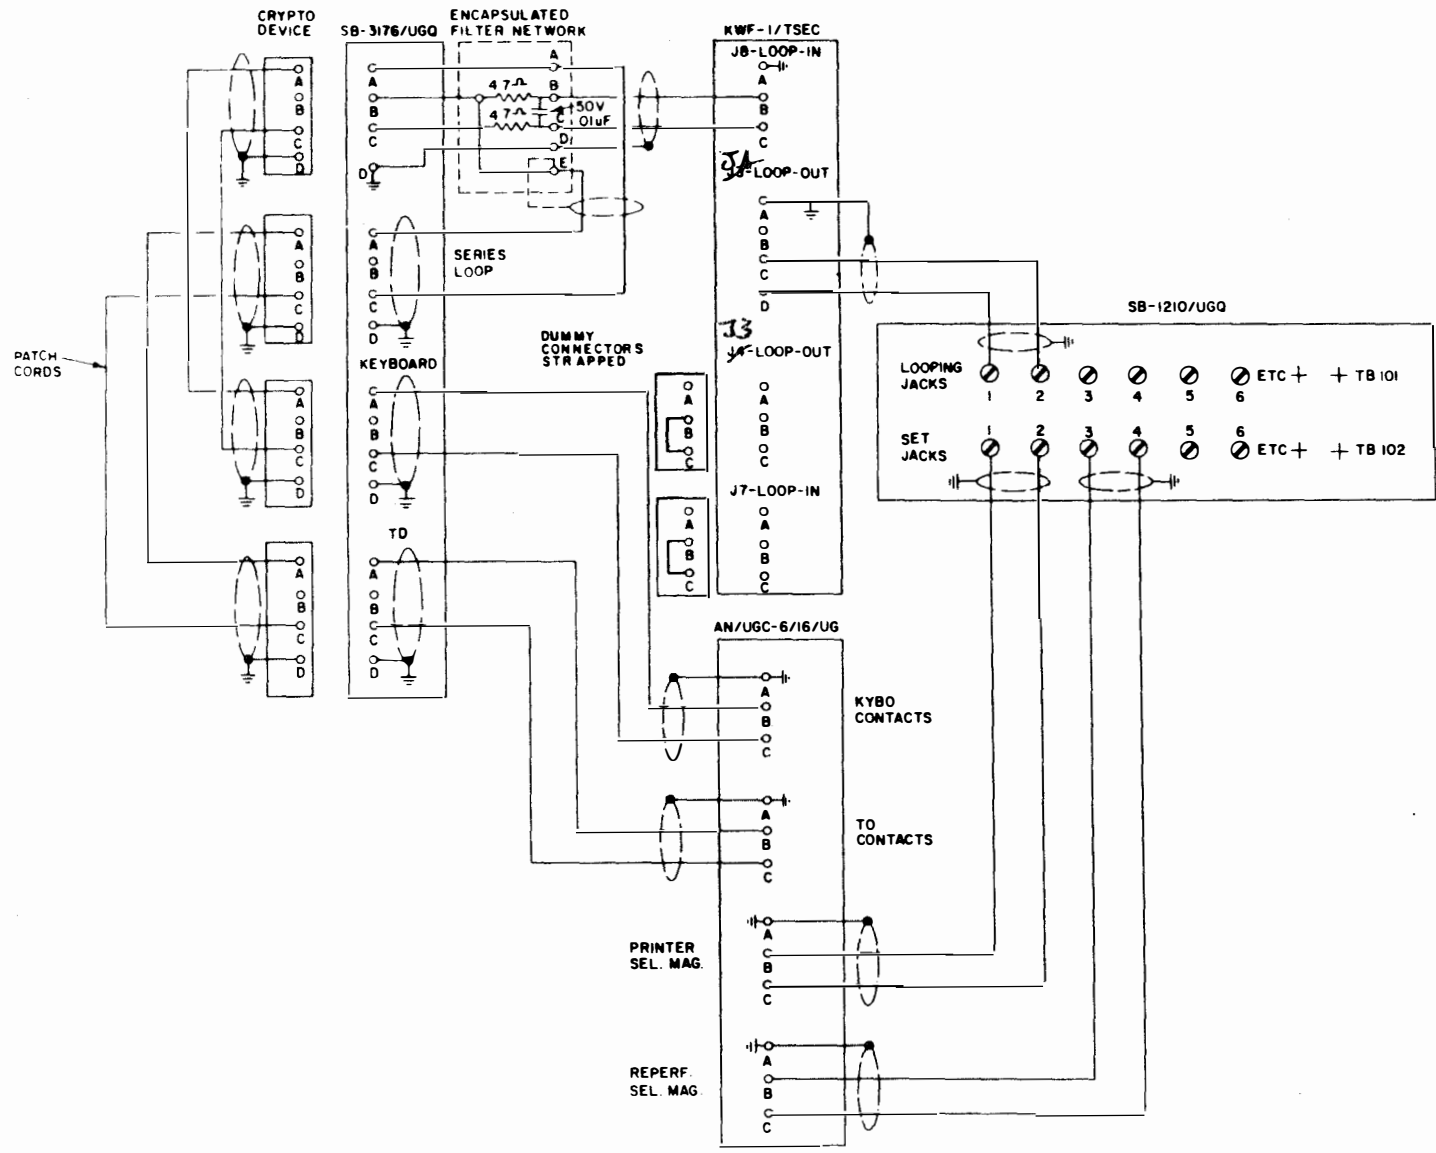 CRYPTO
DEVICE
SB-3176/UGQ
ENCAPSULATED
FILTER NETWORK
KWF-1/TSEC
J8-LOOP-IN
A
B
C
D
A
B
C
D
47Ω
47Ω
A
B
C
D
E
50V
.01uF
A
B
C
J4
J3-LOOP-OUT
A
B
C
D
A
B
C
D
A
B
C
D
SERIES
LOOP
SB-1210/UGQ
PATCH
CORDS
KEYBOARD
DUMMY
CONNECTORS
STRAPPED
J3
J4-LOOP-OUT
LOOPING
JACKS
1 2 3 4 5 6
ETC + + TB 101
SET
JACKS
1 2 3 4 5 6
ETC + + TB 102
A
B
C
D
A
B
C
D
A
B
C
A
B
C
J7-LOOP-IN
A
B
C
A
B
C
TD
A
B
C
D
A
B
C
D
AN/UGC-6/16/UG
A
B
C
KYBO
CONTACTS
A
B
C
TO
CONTACTS
PRINTER
SEL. MAG.
A
B
C
REPERF.
SEL. MAG.
A
B
C